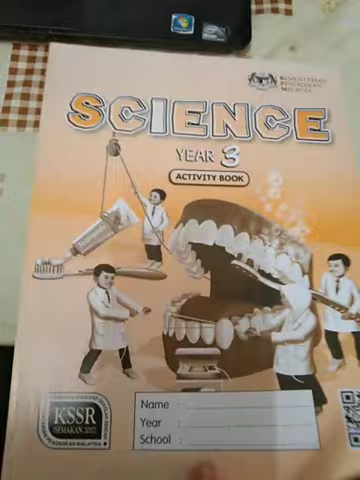 KEMENTERIAN
PENDIDIKAN
MALAYSIA
SCIENCE
YEAR 3
ACTIVITY BOOK
Name :
Year :
School :
KSSR
(SEMAKAN 2017)